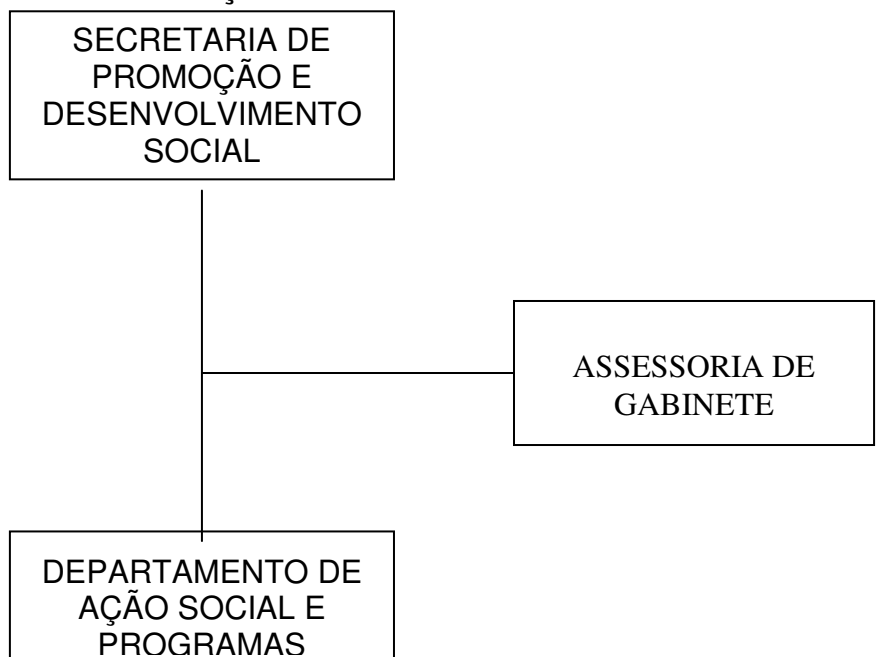 SECRETARIA DE
PROMOÇÃO E
DESENVOLVIMENTO
SOCIAL
ASSESSORIA DE
GABINETE
DEPARTAMENTO DE
AÇÃO SOCIAL E
PROGRAMAS